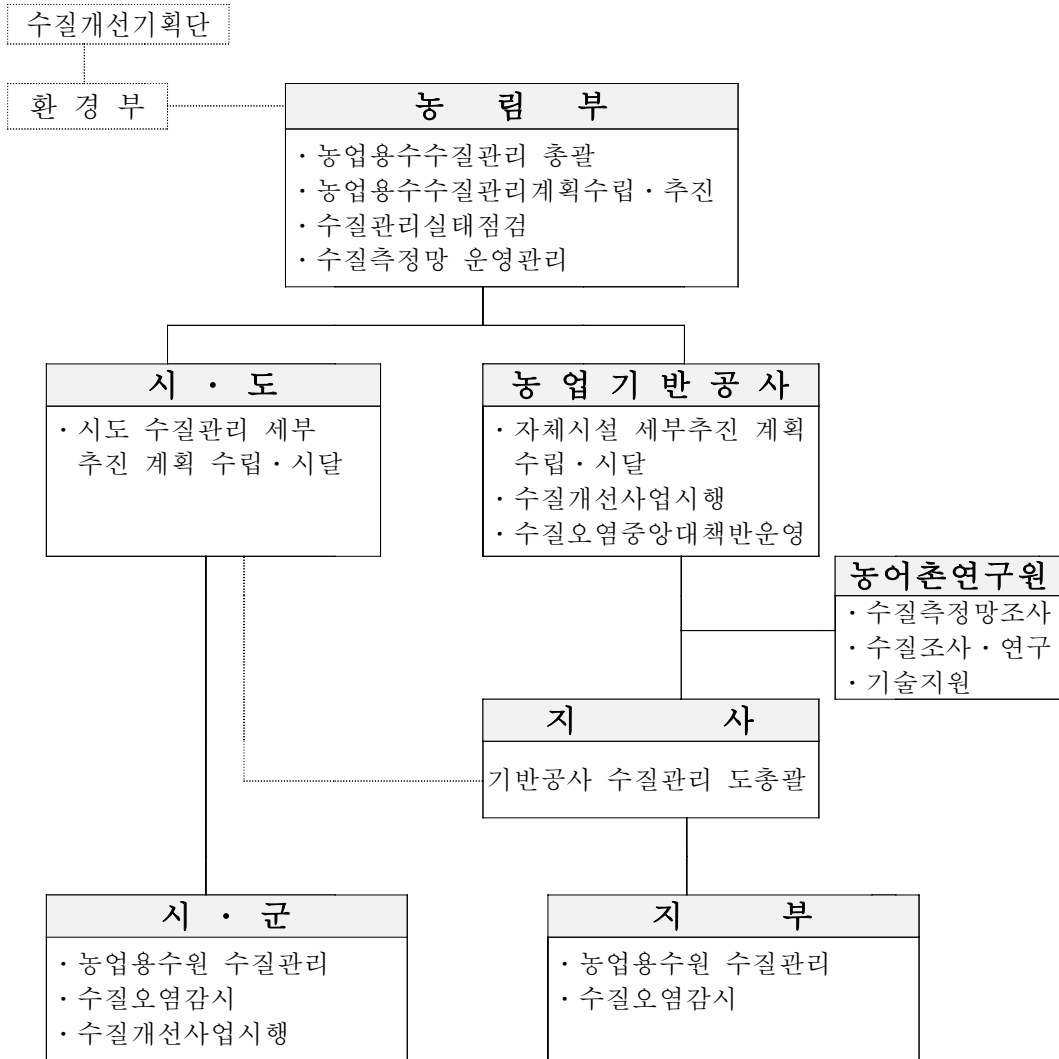 수질개선기획단
환 경 부
농 림 부
· 농업용수수질관리 총괄
· 농업용수수질관리계획수립 · 추진
· 수질관리실태점검
· 수질측정망 운영관리
시 · 도
· 시도 수질관리 세부
추진 계획 수립 · 시달
농 업 기 반 공 사
· 자체시설 세부추진 계획
수립 · 시달
· 수질개선사업시행
· 수질오염중앙대책반운영
농어촌연구원
· 수질측정망조사
· 수질조사 · 연구
· 기술지원
지 사
기반공사 수질관리 도총괄
시 · 군
· 농업용수원 수질관리
· 수질오염감시
· 수질개선사업시행
지 부
· 농업용수원 수질관리
· 수질오염감시